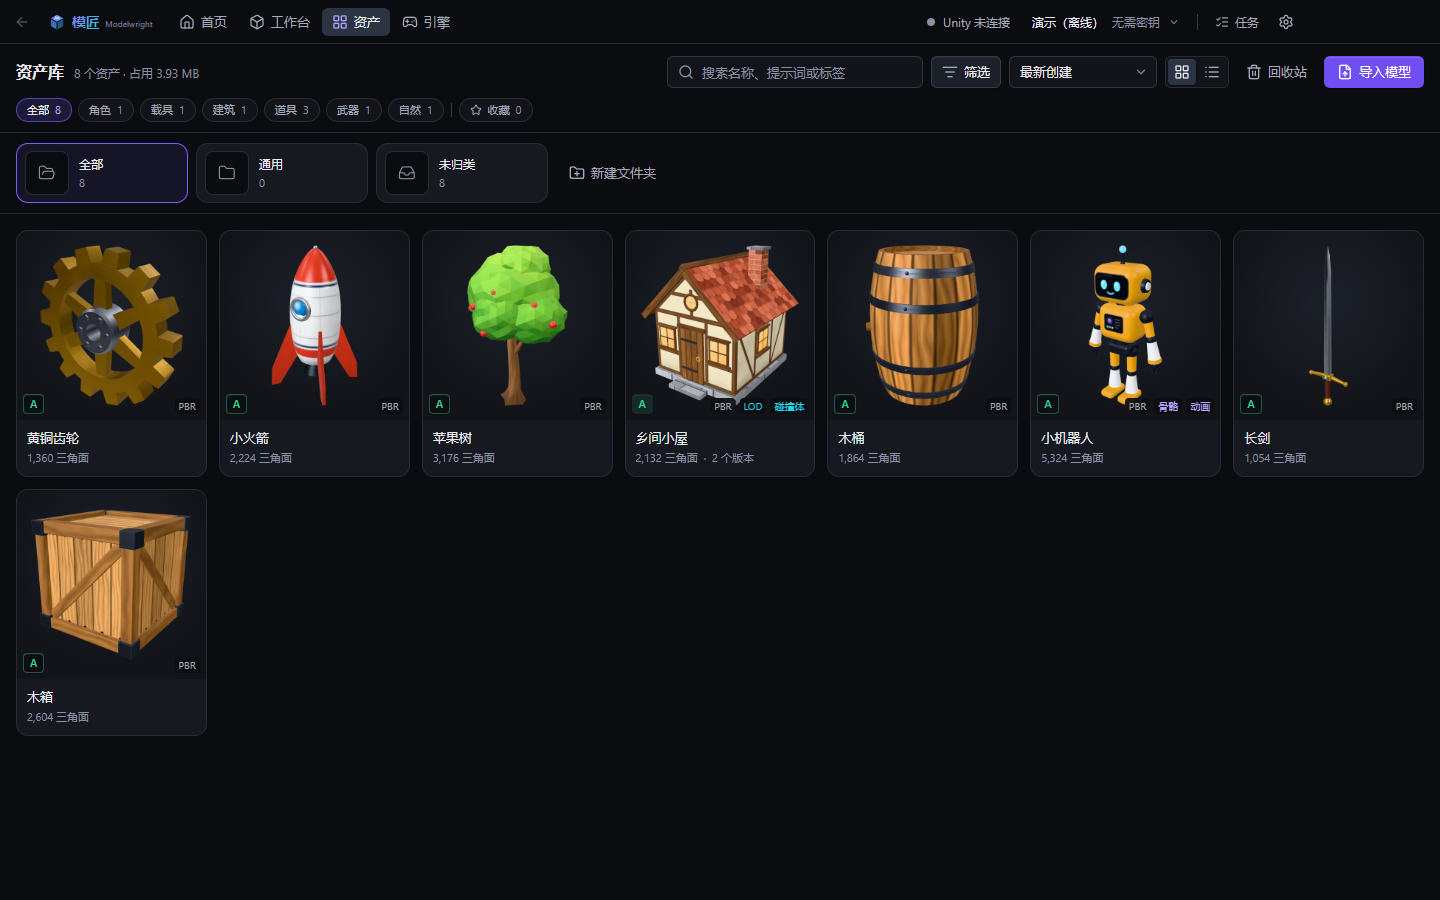 模匠 Modelwright 首页 工作台 资产 引擎 Unity 未连接 演示（离线） 无需密钥 任务
资产库 8 个资产 · 占用 3.93 MB 搜索名称、提示词或标签 筛选 最新创建 回收站 导入模型
全部 8 角色 1 载具 1 建筑 1 道具 3 武器 1 自然 1 收藏 0
全部
8
通用
0
未归类
8
新建文件夹
A PBR
黄铜齿轮
1,360 三角面
A PBR
小火箭
2,224 三角面
A PBR
苹果树
3,176 三角面
A PBR LOD 碰撞体
乡间小屋
2,132 三角面 · 2 个版本
A PBR
木桶
1,864 三角面
A PBR 骨骼 动画
小机器人
5,324 三角面
A PBR
长剑
1,054 三角面
A PBR
木箱
2,604 三角面